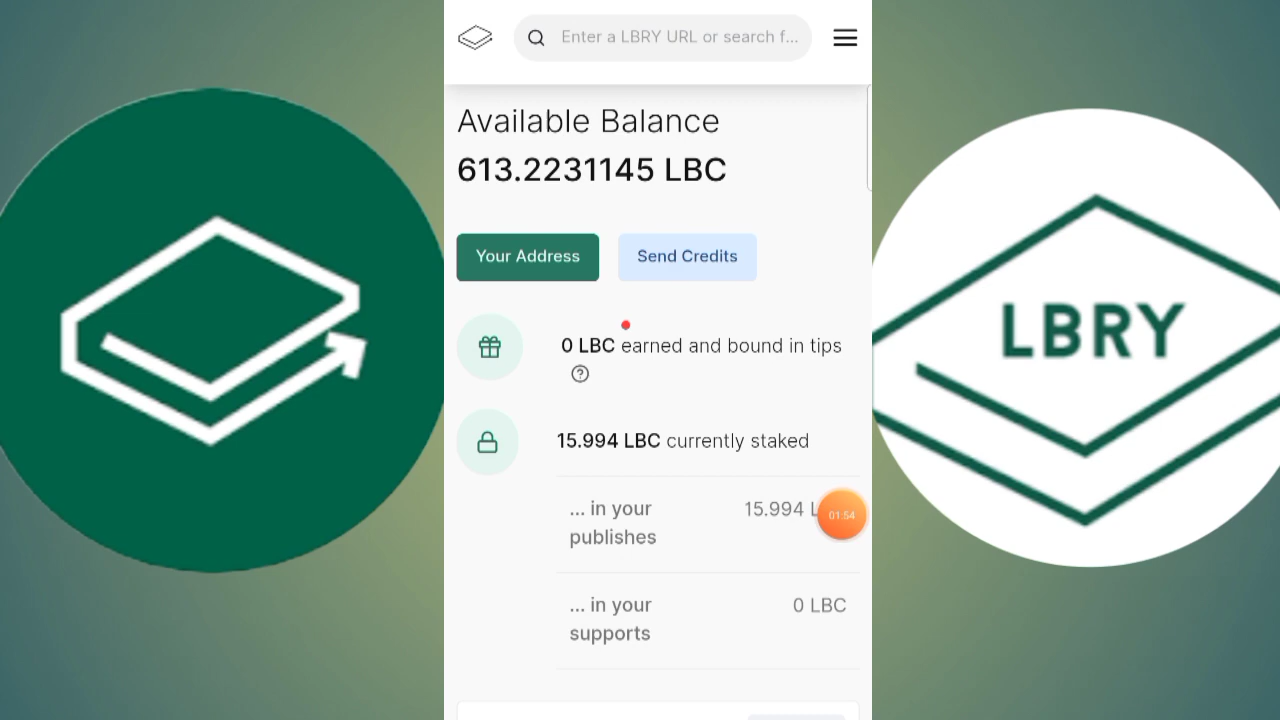 Enter a LBRY URL or search f...
Available Balance
613.2231145 LBC
Your Address
Send Credits
0 LBC earned and bound in tips
?
15.994 LBC currently staked
... in your
publishes
15.994 L
01:54
... in your
supports
0 LBC
LBRY